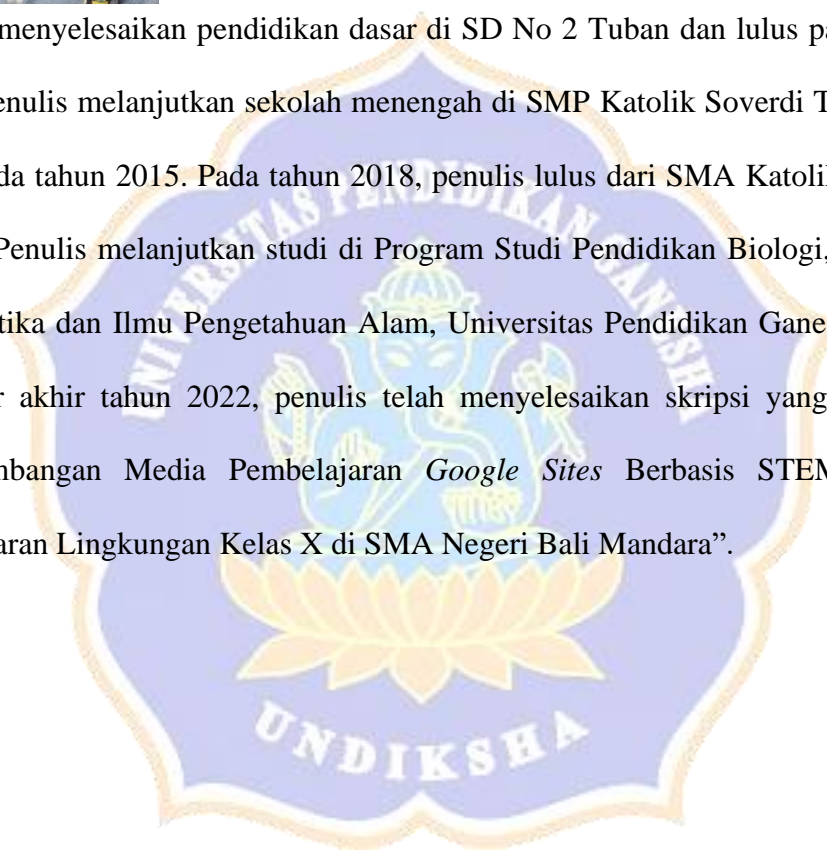 menyelesaikan pendidikan dasar di SD No 2 Tuban dan lulus pa
enulis melanjutkan sekolah menengah di SMP Katolik Soverdi T
da tahun 2015. Pada tahun 2018, penulis lulus dari SMA Katoli
Penulis melanjutkan studi di Program Studi Pendidikan Biologi,
tika dan Ilmu Pengetahuan Alam, Universitas Pendidikan Gane
r akhir tahun 2022, penulis telah menyelesaikan skripsi yang
mbangan Media Pembelajaran Google Sites Berbasis STEM
aran Lingkungan Kelas X di SMA Negeri Bali Mandara”.
UNIVERSITAS PENDIDIKAN GANESHA
UNDIKSHA